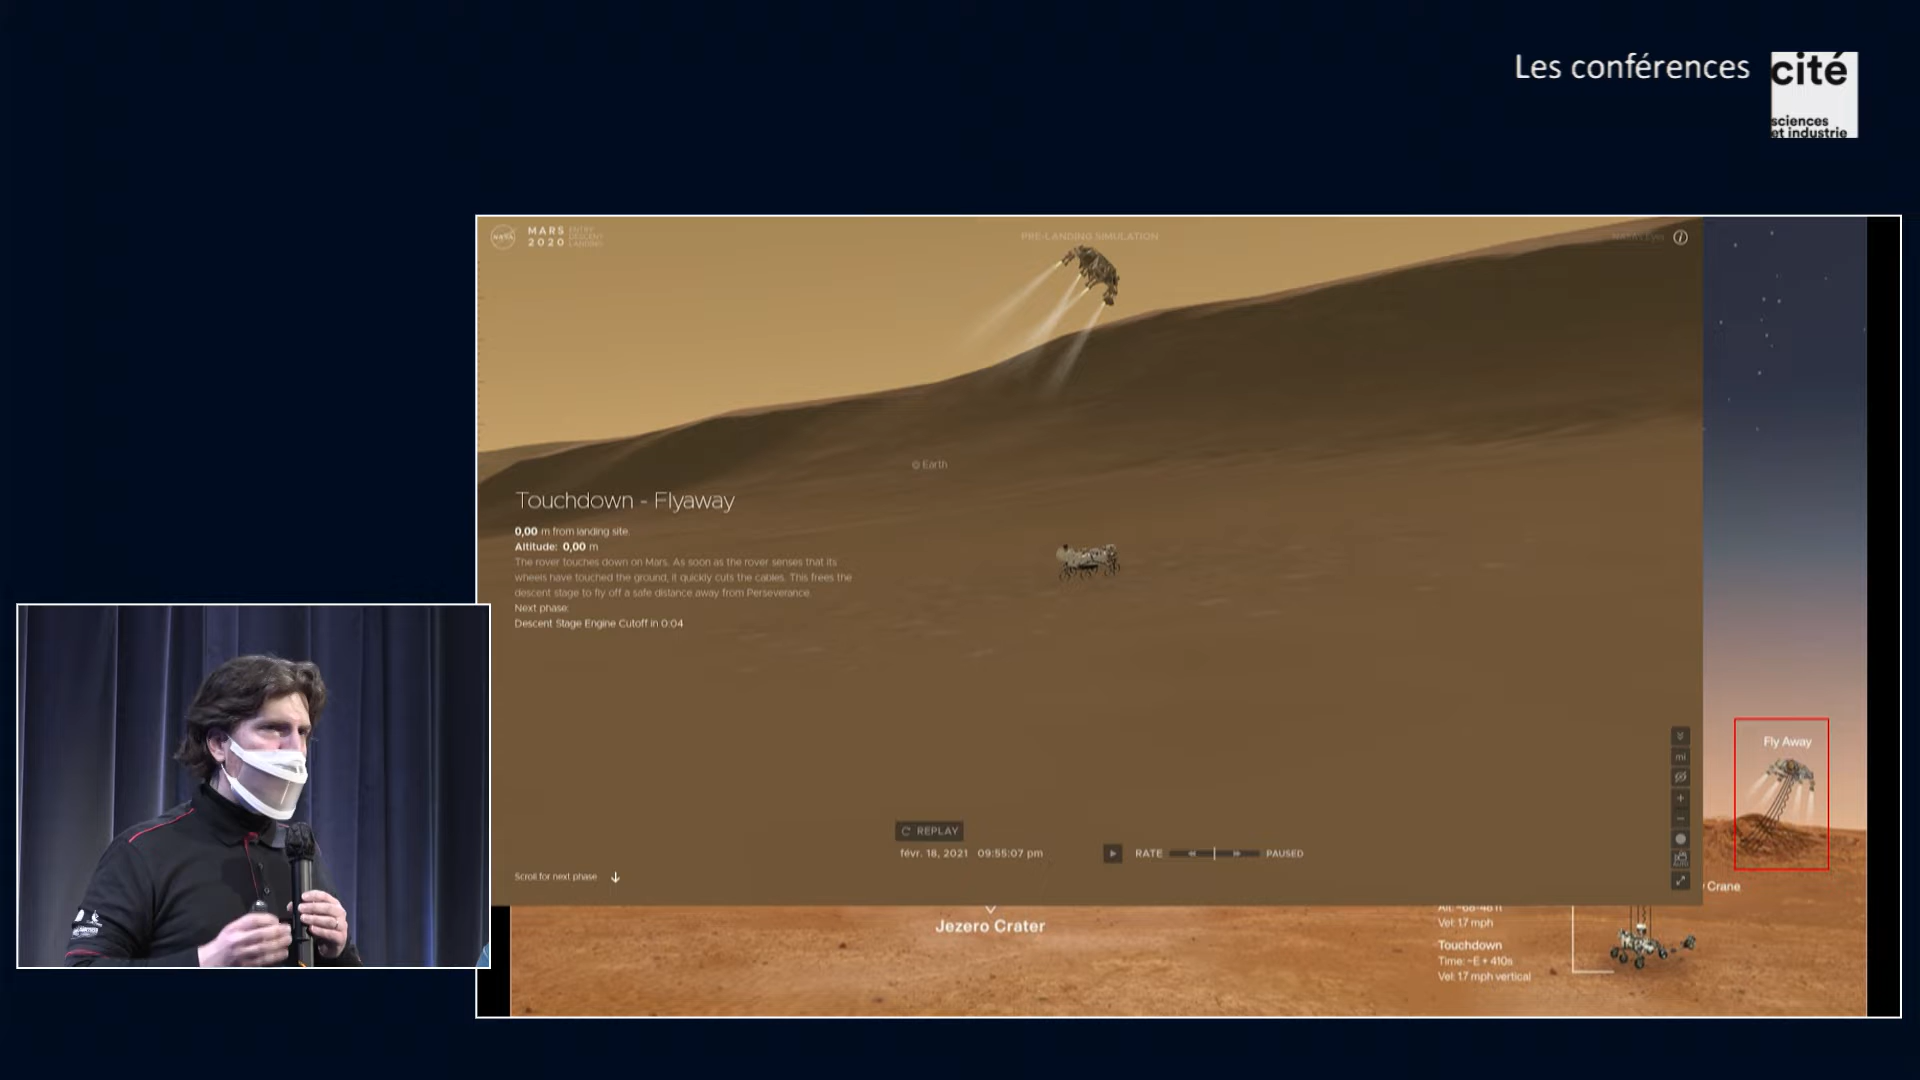 Les conférences
cité
sciences
et industrie
NASA
MARS
2020
ENTRY
DESCENT
LANDING
PRE-LANDING SIMULATION
Earth
Touchdown - Flyaway
0,00 m from landing site.
Altitude: 0,00 m
The rover touches down on Mars. As soon as the rover senses that its
wheels have touched the ground, it quickly cuts the cables. This frees the
descent stage to fly off a safe distance away from Perseverance.
Next phase:
Descent Stage Engine Cutoff in 0:04
mi
Fly Away
REPLAY
févr. 18, 2021 09:55:07 pm
RATE
PAUSED
Scroll for next phase
Crane
Jezero Crater
Vel: 1.7 mph
Touchdown
Time: ~E + 410s
Vel: 1.7 mph vertical